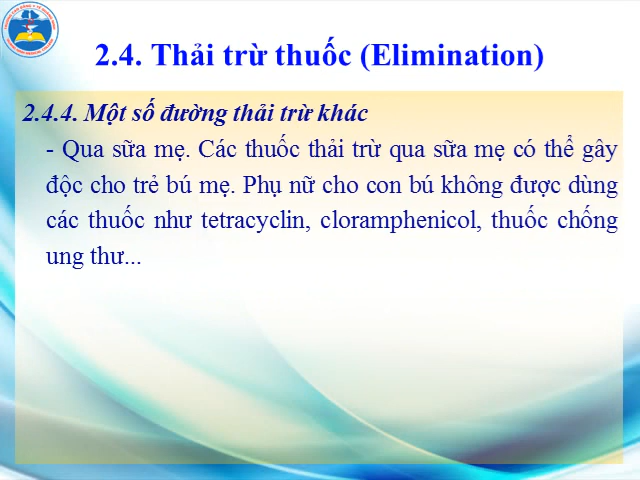 2.4. Thải trừ thuốc (Elimination)
2.4.4. Một số đường thải trừ khác
- Qua sữa mẹ. Các thuốc thải trừ qua sữa mẹ có thể gây
độc cho trẻ bú mẹ. Phụ nữ cho con bú không được dùng
các thuốc như tetracyclin, cloramphenicol, thuốc chống
ung thư...